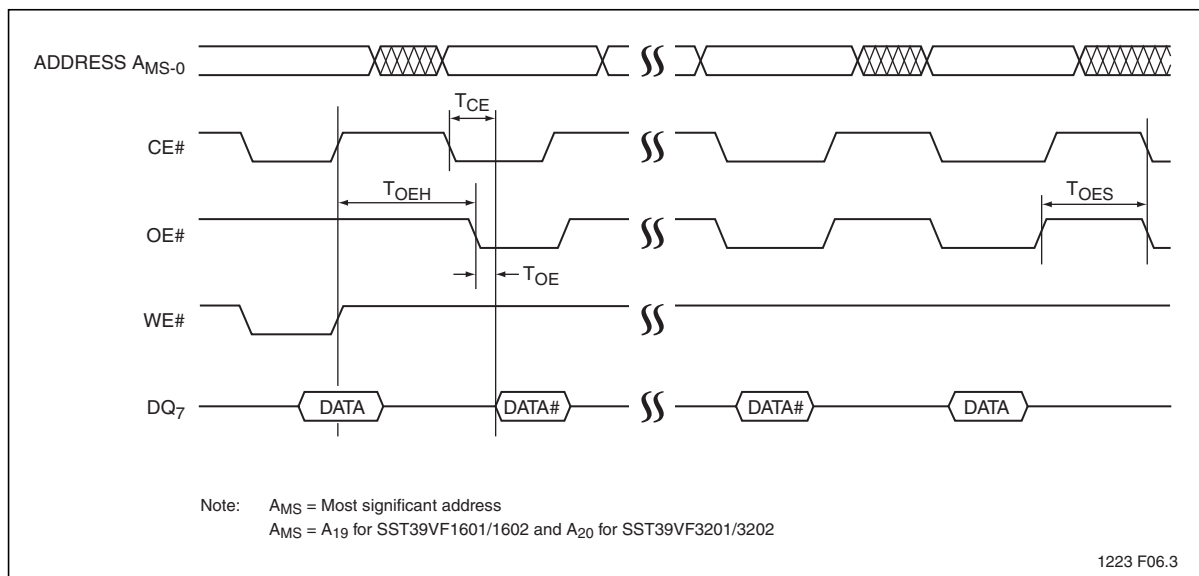 ADDRESS AMS-0
TCE
CE#
TOEH
TOES
OE#
TOE
WE#
DQ7
DATA
DATA#
DATA#
DATA
Note: AMS = Most significant address
AMS = A19 for SST39VF1601/1602 and A20 for SST39VF3201/3202
1223 F06.3